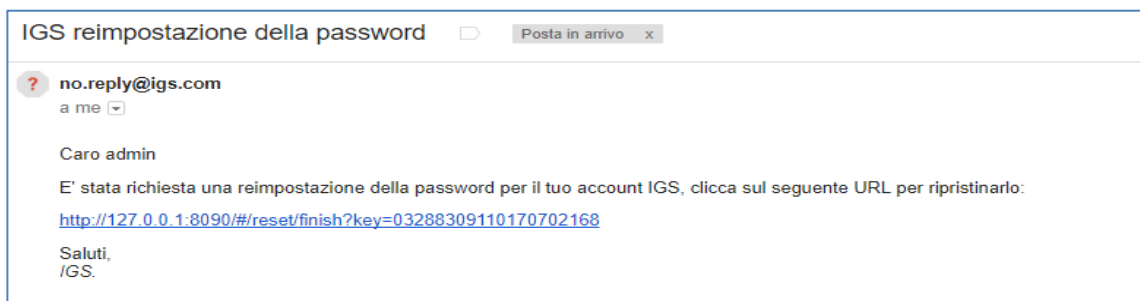 IGS reimpostazione della password Posta in arrivo x
? no.reply@igs.com
a me
Caro admin
E' stata richiesta una reimpostazione della password per il tuo account IGS, clicca sul seguente URL per ripristinarlo:
http://127.0.0.1:8090/#/reset/finish?key=03288309110170702168
Saluti,
IGS.